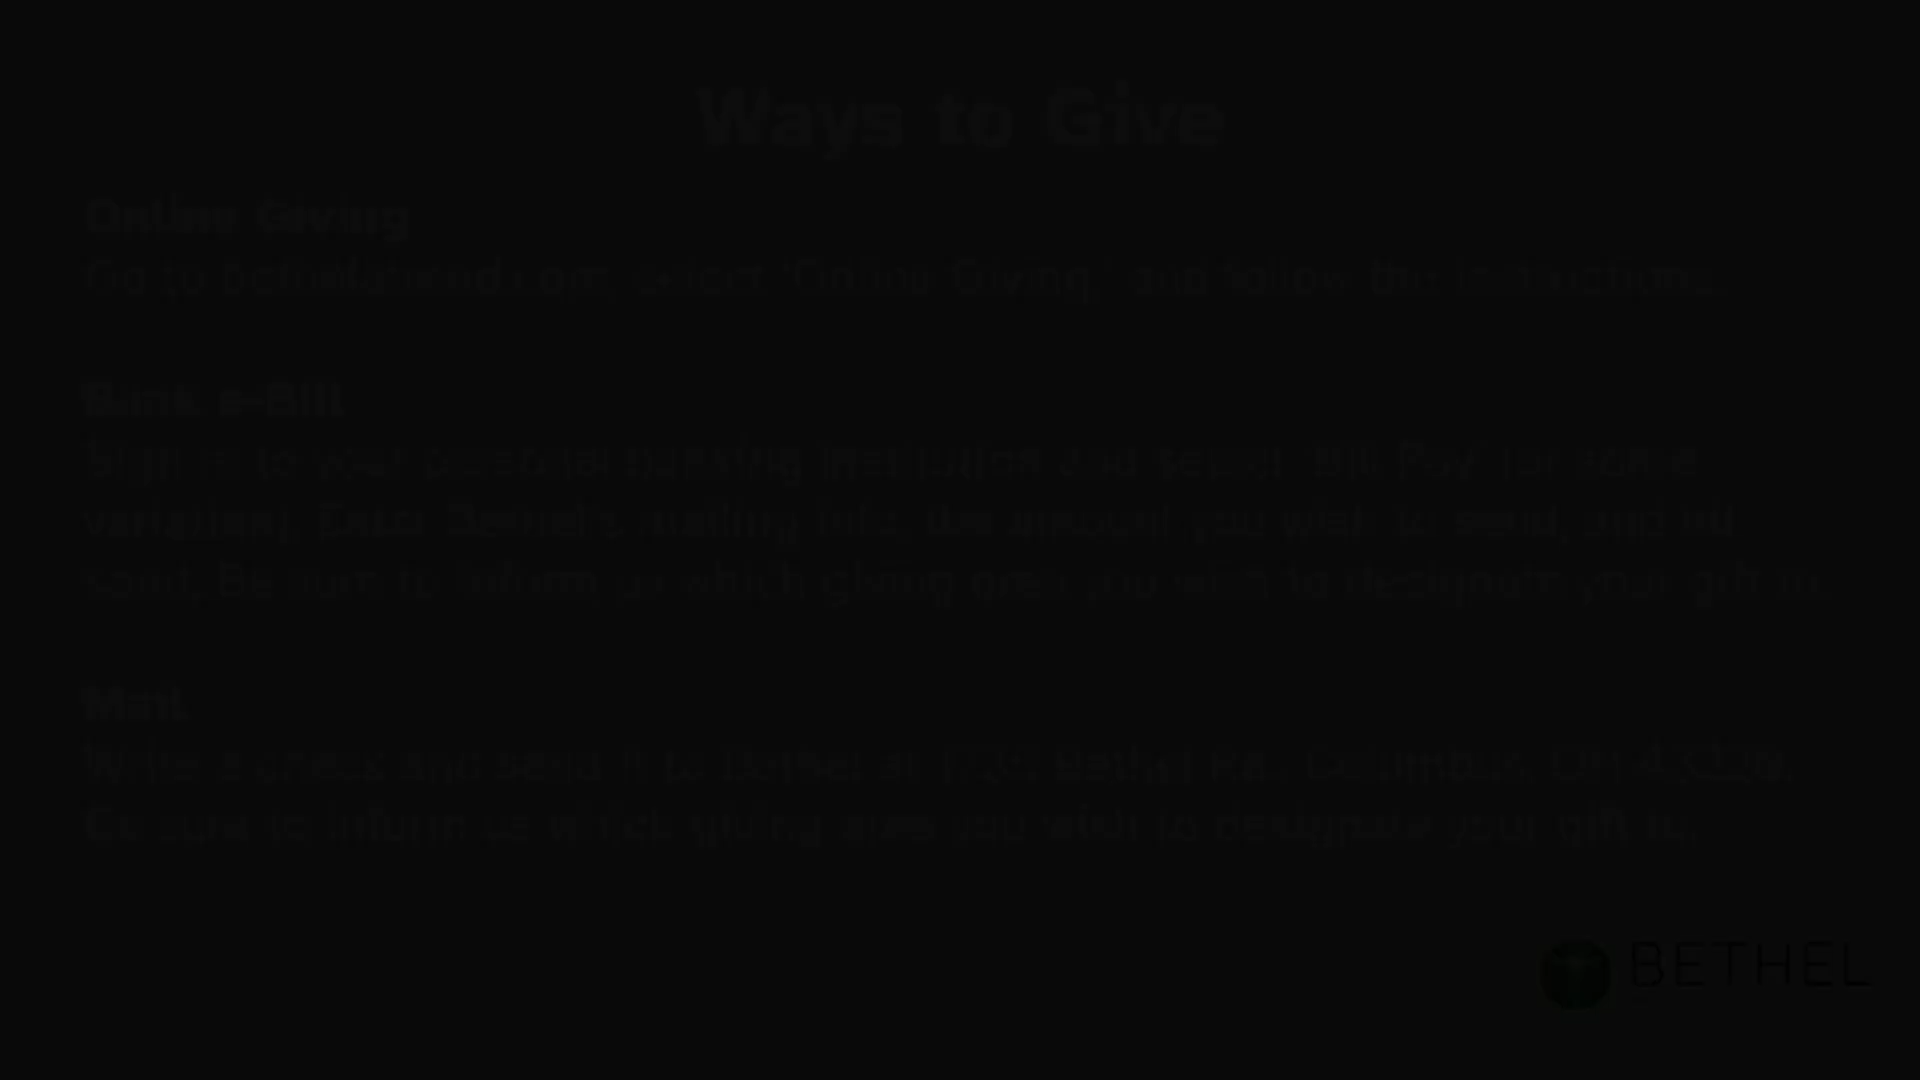 Ways to Give
Online Giving
Go to select 'Online Giving,' and follow the instructions.
Bank e-Bill
Sign in to your banking institution and select 'Bill Pay' (or some
variation). Enter Bethel's mailing info, the amount you wish to send, and hit
send. Be sure to inform us which giving area you wish to designate your gift to.
Mail
Write a check and send it to Bethel at Bethel Rd., Columbus, OH
Be sure to inform us which giving area you wish to designate your gift to.
BETHEL